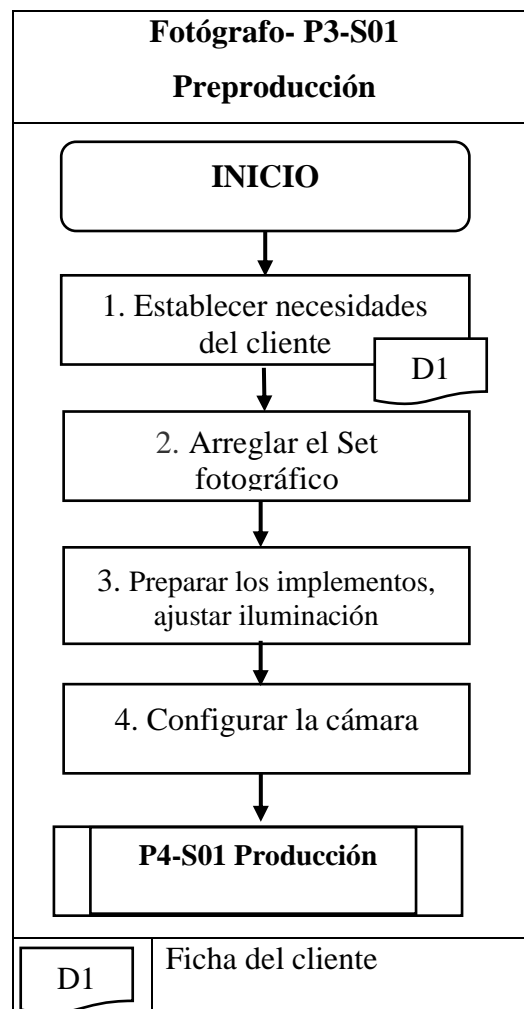 Fotógrafo- P3-S01
Preproducción
INICIO
1. Establecer necesidades
del cliente
D1
2. Arreglar el Set
fotográfico
3. Preparar los implementos,
ajustar iluminación
4. Configurar la cámara
P4-S01 Producción
D1
Ficha del cliente